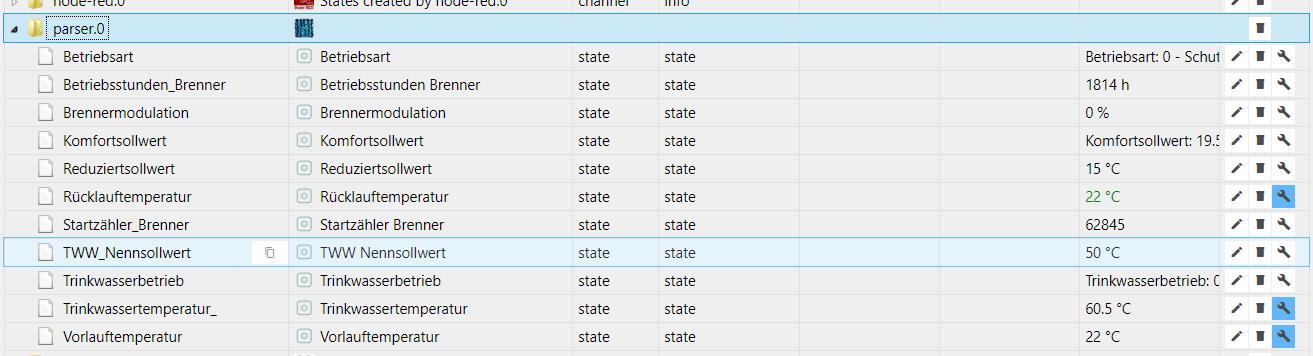 node-red.0 States created by node-red.0 channel info
parser.0
Betriebsart Betriebsart state state Betriebsart: 0 - Schut
Betriebsstunden_Brenner Betriebsstunden Brenner state state 1814 h
Brennermodulation Brennermodulation state state 0 %
Komfortsollwert Komfortsollwert state state Komfortsollwert: 19.5
Reduziertsollwert Reduziertsollwert state state 15 °C
Rücklauftemperatur Rücklauftemperatur state state 22 °C
Startzähler_Brenner Startzähler Brenner state state 62845
TWW_Nennsollwert TWW Nennsollwert state state 50 °C
Trinkwasserbetrieb Trinkwasserbetrieb state state Trinkwasserbetrieb: 0
Trinkwassertemperatur_ Trinkwassertemperatur state state 60.5 °C
Vorlauftemperatur Vorlauftemperatur state state 22 °C